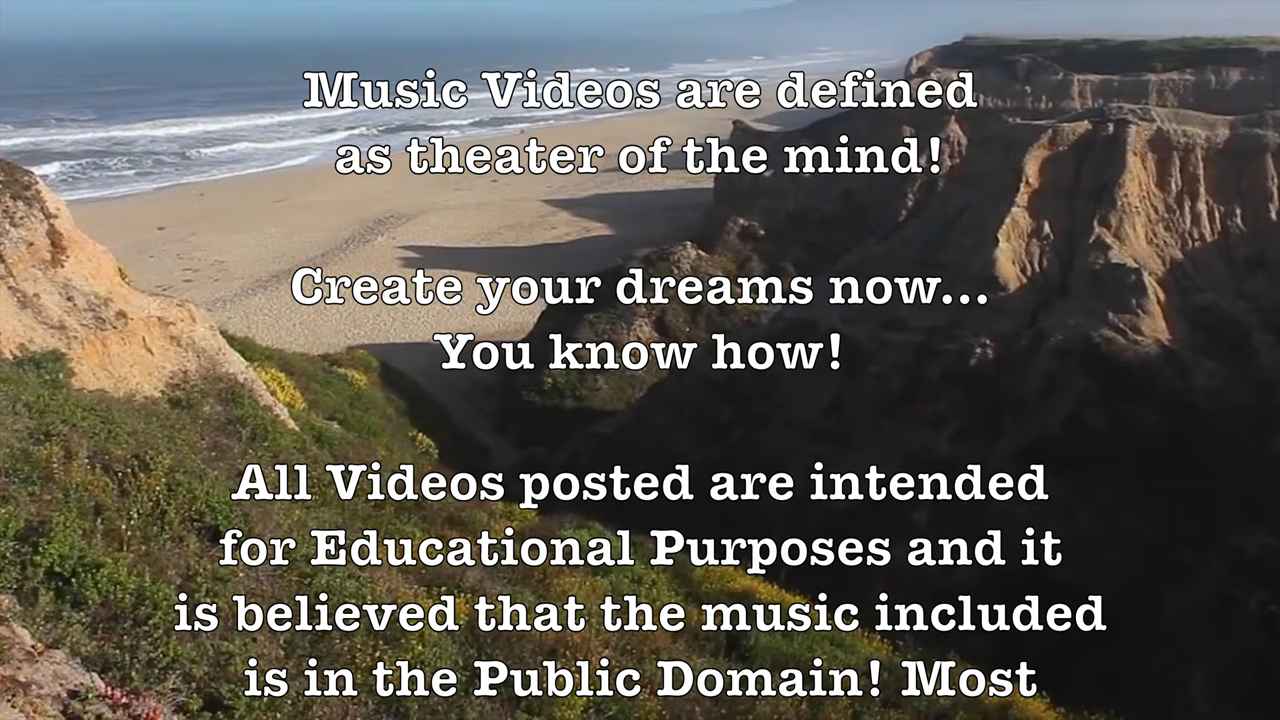 Music Videos are defined
as theater of the mind!
Create your dreams now...
You know how!
All Videos posted are intended
for Educational Purposes and it
is believed that the music included
is in the Public Domain! Most